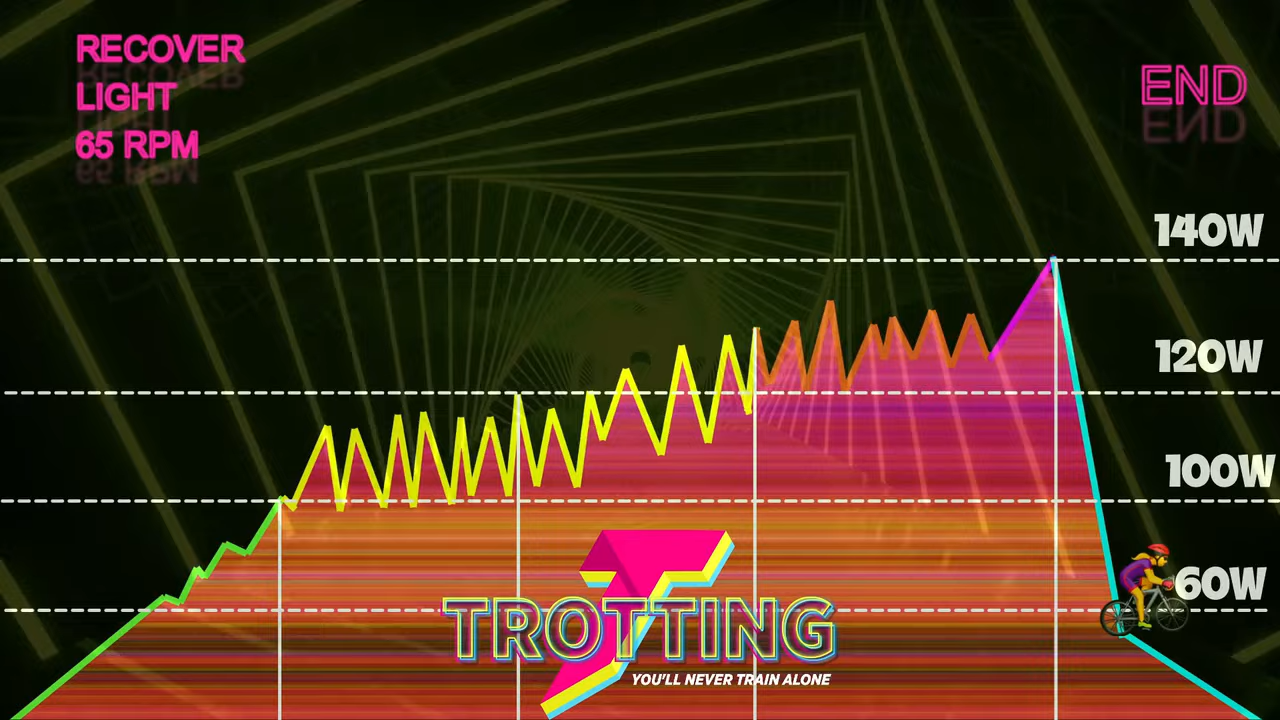 RECOVER
LIGHT
65 RPM
END
140W
120W
100W
60W
TROTTING
YOU'LL NEVER TRAIN ALONE